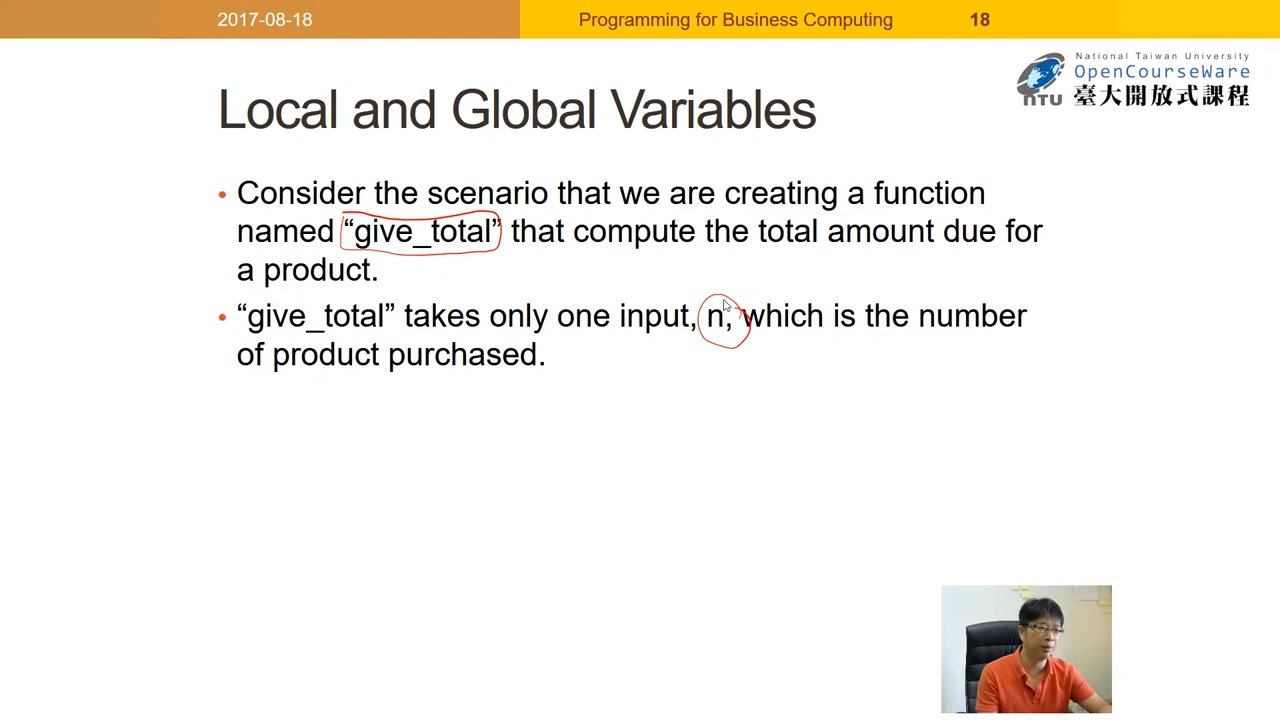 2017-08-18
Programming for Business Computing
18
National Taiwan University
OpenCourseWare
NTU
臺大開放式課程
Local and Global Variables
• Consider the scenario that we are creating a function
named “give_total” that compute the total amount due for
a product.
• “give_total” takes only one input, n, which is the number
of product purchased.